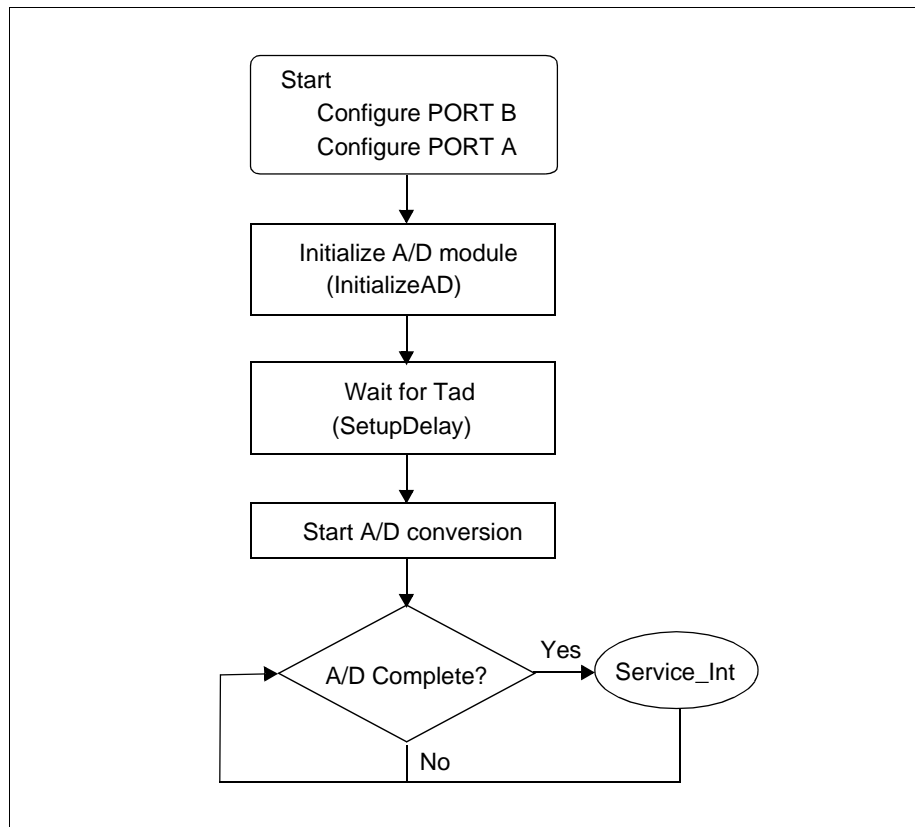 Start
Configure PORT B
Configure PORT A
Initialize A/D module
(InitializeAD)
Wait for Tad
(SetupDelay)
Start A/D conversion
A/D Complete?
Yes
Service_Int
No